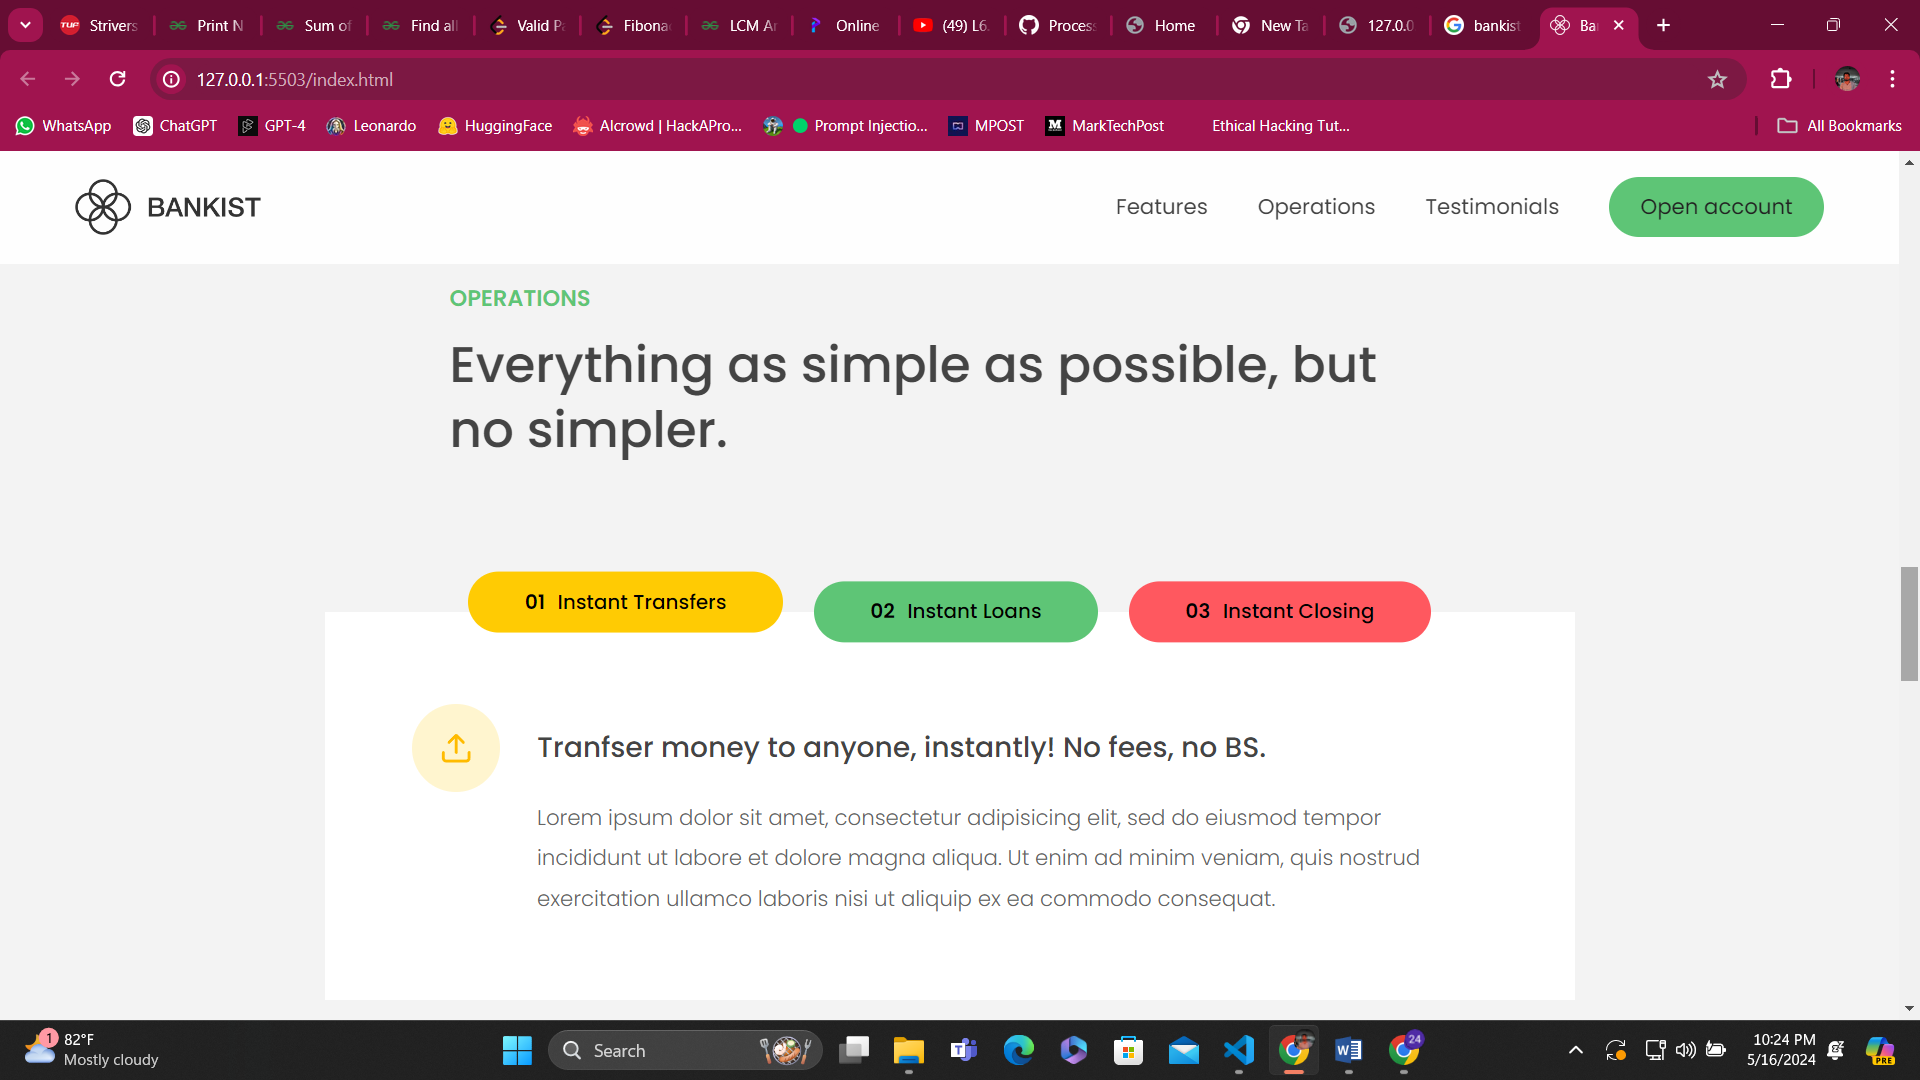 Strivers
Print N
Sum of
Find all
Valid Pa
Fibona
LCM An
Online
(49) L6.
Process
Home
New Ta
127.0.0
bankist
Ba
127.0.0.1:5503/index.html
WhatsApp
ChatGPT
GPT-4
Leonardo
HuggingFace
AIcrowd | HackAPro...
Prompt Injectio...
MPOST
MarkTechPost
Ethical Hacking Tut...
All Bookmarks
BANKIST
Features
Operations
Testimonials
Open account
OPERATIONS
Everything as simple as possible, but
no simpler.
01 Instant Transfers
02 Instant Loans
03 Instant Closing
Tranfser money to anyone, instantly! No fees, no BS.
Lorem ipsum dolor sit amet, consectetur adipisicing elit, sed do eiusmod tempor
incididunt ut labore et dolore magna aliqua. Ut enim ad minim veniam, quis nostrud
exercitation ullamco laboris nisi ut aliquip ex ea commodo consequat.
1
82°F
Mostly cloudy
Search
24
10:24 PM
5/16/2024
PRE